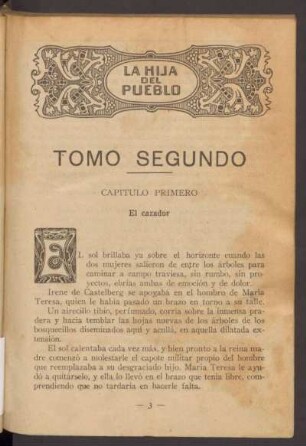 LA HIJA
DEL
PUEBLO
TOMO SEGUNDO
CAPITULO PRIMERO
El cazador
EL sol brillaba ya sobre el horizonte cuando las
dos mujeres salieron de entre los árboles para
caminar a campo traviesa, sin rumbo, sin pro-
yectos, ebrias ambas de emoción y de dolor.
Irene de Castelberg se apoyaba en el hombro de María
Teresa, quien le había pasado un brazo en torno a su talle.
Un airecillo tibio, perfumado, corría sobre la inmensa pra-
dera y hacía temblar las hojas nuevas de los árboles de los
bosquecillos diseminados aquí y acullá, en aquella dilatada
extensión.
El sol calentaba cada vez más, y bien pronto a la reina ma-
dre comenzó a molestarle el capote militar propio del hombre
que reemplazaba a su desgraciado hijo. María Teresa le ayu-
dó a quitárselo, y ella lo llevó en el brazo que tenía libre, com-
prendiendo que no tardaría en hacerle falta.
— 3 —